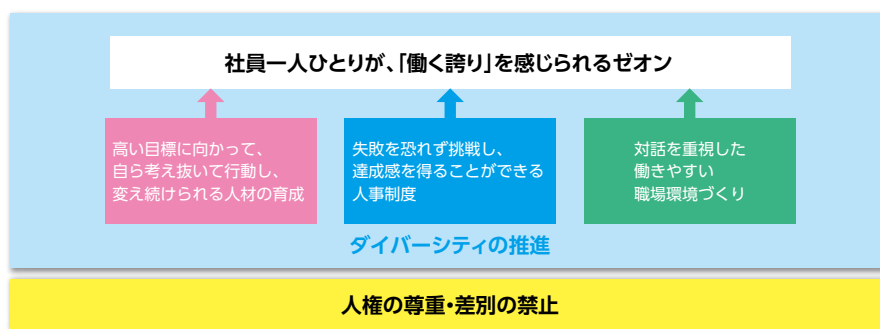 社員一人ひとりが、「働く誇り」を感じられるゼオン
高い目標に向かって、
自ら考え抜いて行動し、
変え続けられる人材の育成
失敗を恐れず挑戦し、
達成感を得ることができる
人事制度
対話を重視した
働きやすい
職場環境づくり
ダイバーシティの推進
人権の尊重・差別の禁止